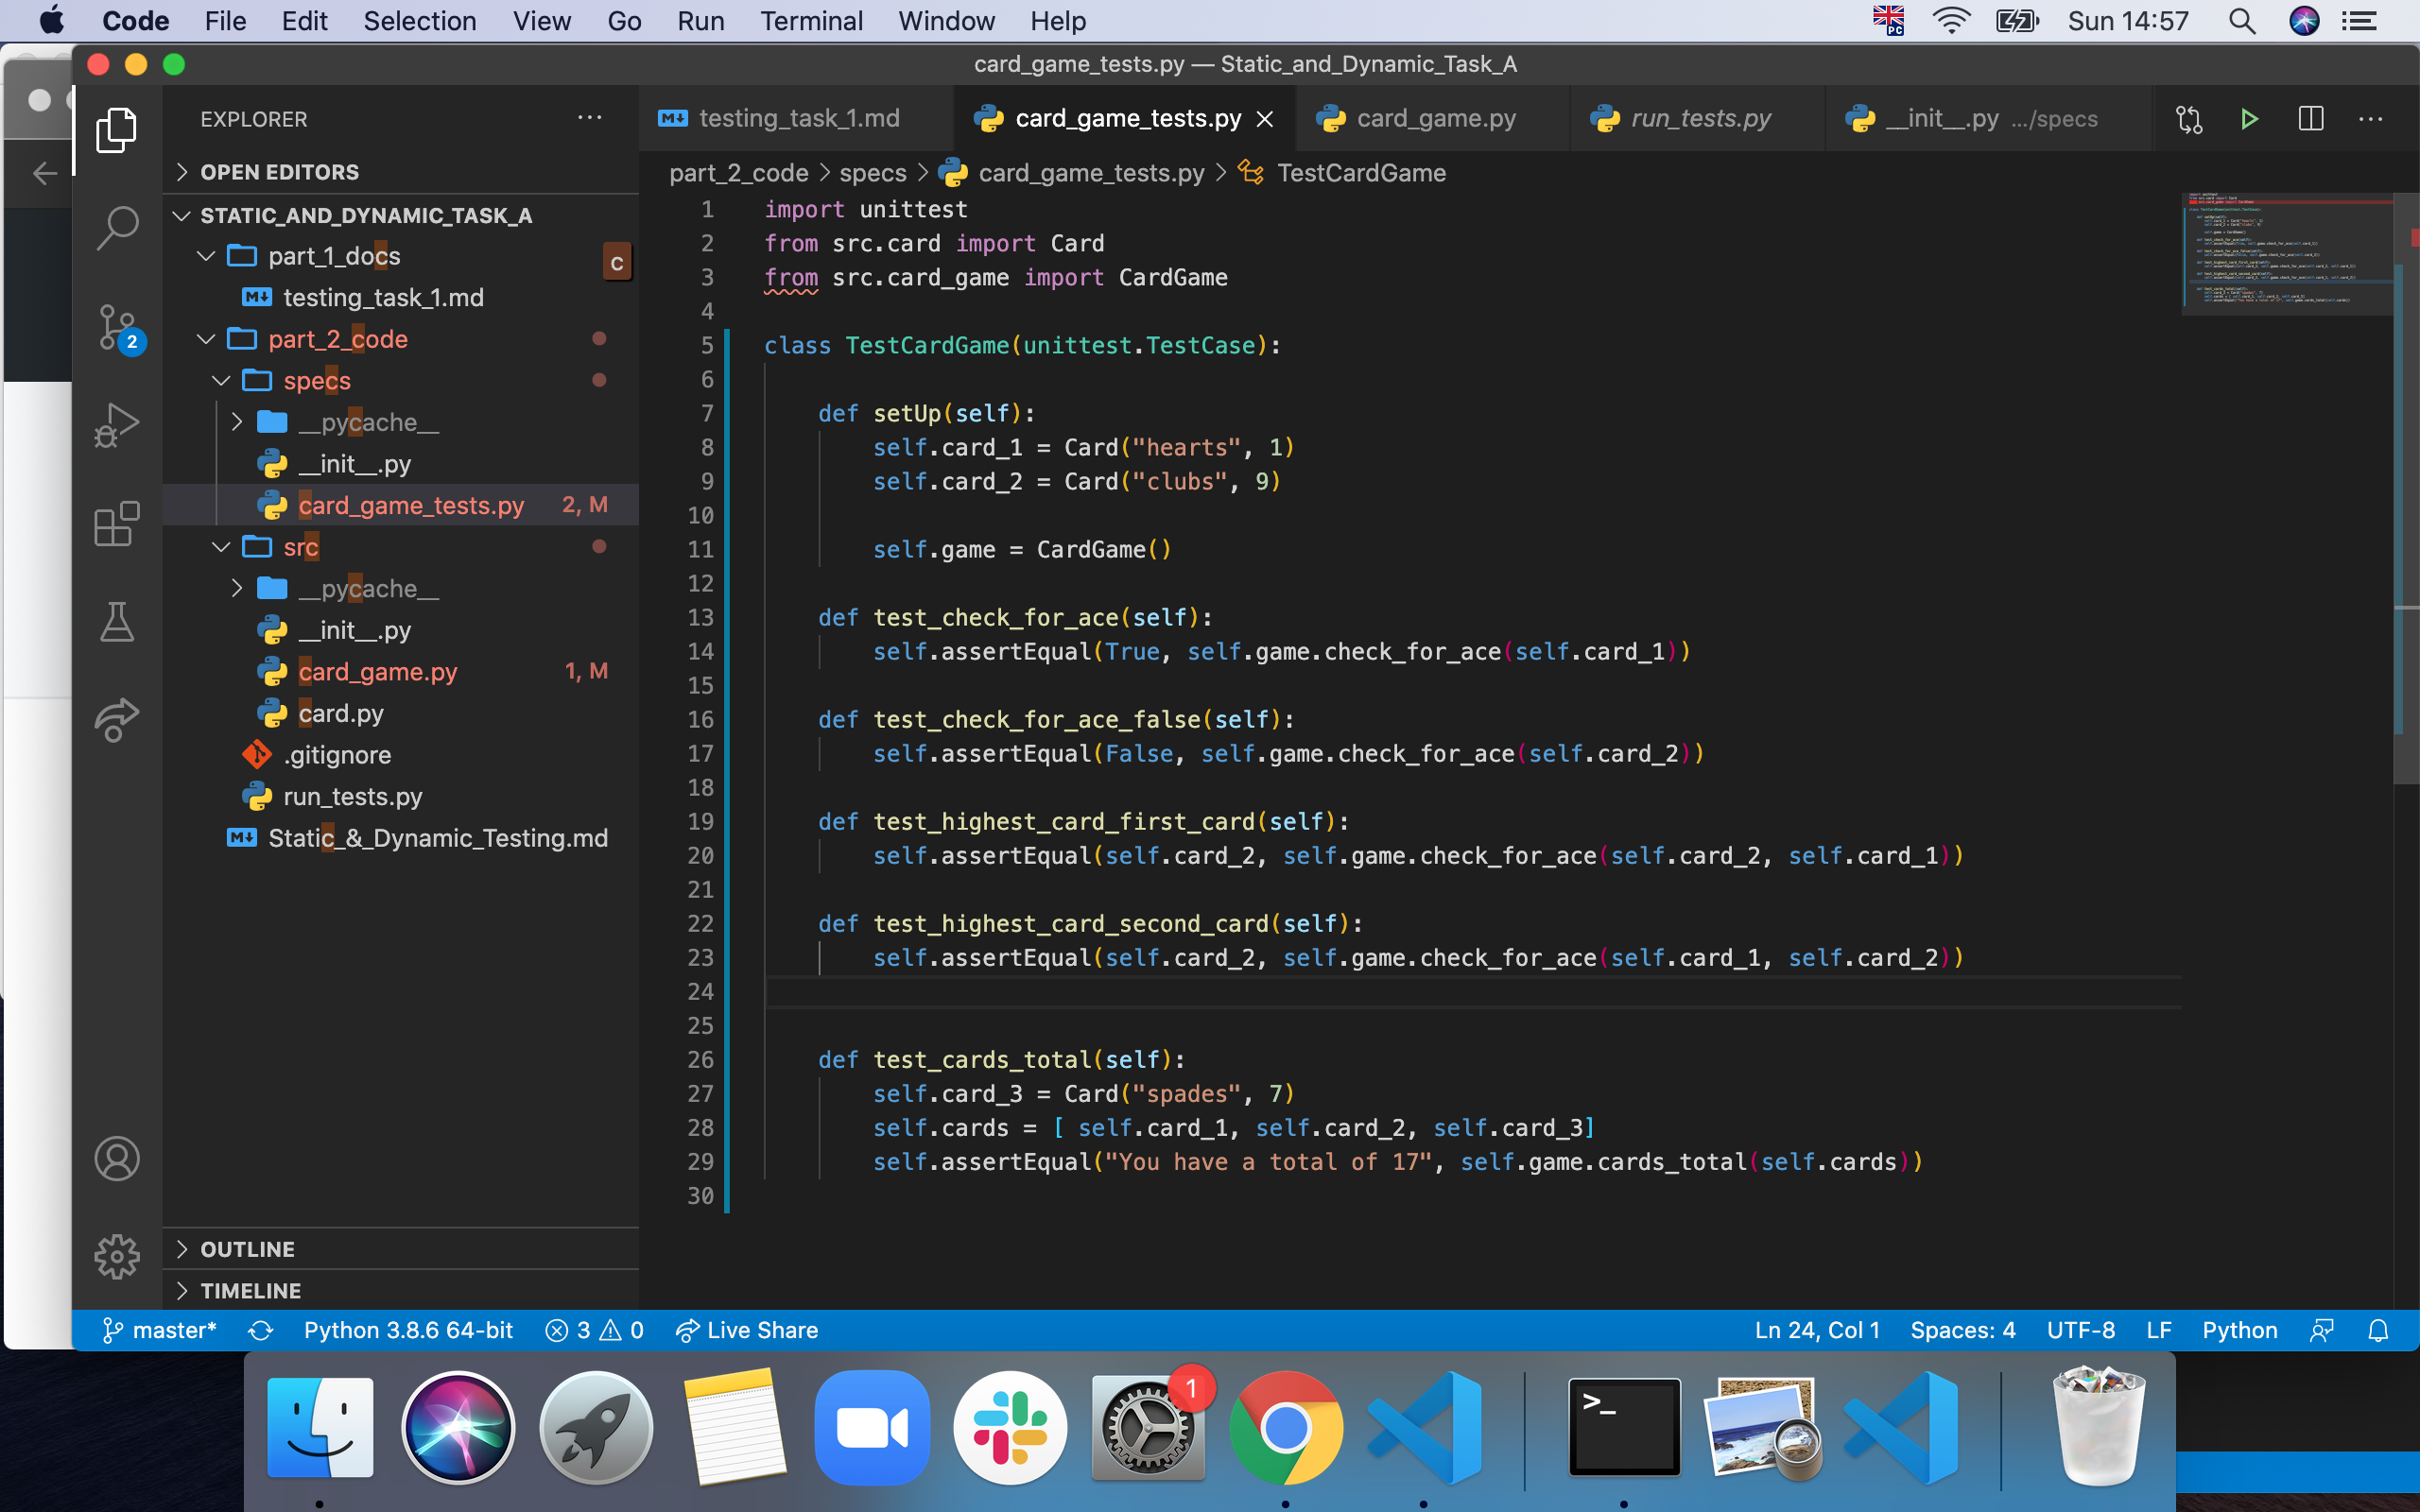 Code File Edit Selection View Go Run Terminal Window Help PC Sun 14:57
card_game_tests.py — Static_and_Dynamic_Task_A
EXPLORER
OPEN EDITORS
STATIC_AND_DYNAMIC_TASK_A
part_1_docs
C
testing_task_1.md
part_2_code
specs
__pycache__
__init__.py
card_game_tests.py 2, M
src
__pycache__
__init__.py
card_game.py 1, M
card.py
.gitignore
run_tests.py
Static_&_Dynamic_Testing.md
OUTLINE
TIMELINE
2
testing_task_1.md card_game_tests.py card_game.py run_tests.py __init__.py .../specs
part_2_code > specs > card_game_tests.py > TestCardGame
1 import unittest
2 from src.card import Card
3 from src.card_game import CardGame
4
5 class TestCardGame(unittest.TestCase):
6
7 def setUp(self):
8 self.card_1 = Card("hearts", 1)
9 self.card_2 = Card("clubs", 9)
10
11 self.game = CardGame()
12
13 def test_check_for_ace(self):
14 self.assertEqual(True, self.game.check_for_ace(self.card_1))
15
16 def test_check_for_ace_false(self):
17 self.assertEqual(False, self.game.check_for_ace(self.card_2))
18
19 def test_highest_card_first_card(self):
20 self.assertEqual(self.card_2, self.game.check_for_ace(self.card_2, self.card_1))
21
22 def test_highest_card_second_card(self):
23 self.assertEqual(self.card_2, self.game.check_for_ace(self.card_1, self.card_2))
24
25
26 def test_cards_total(self):
27 self.card_3 = Card("spades", 7)
28 self.cards = [ self.card_1, self.card_2, self.card_3]
29 self.assertEqual("You have a total of 17", self.game.cards_total(self.cards))
30
master* Python 3.8.6 64-bit 3 0 Live Share Ln 24, Col 1 Spaces: 4 UTF-8 LF Python
1
>_